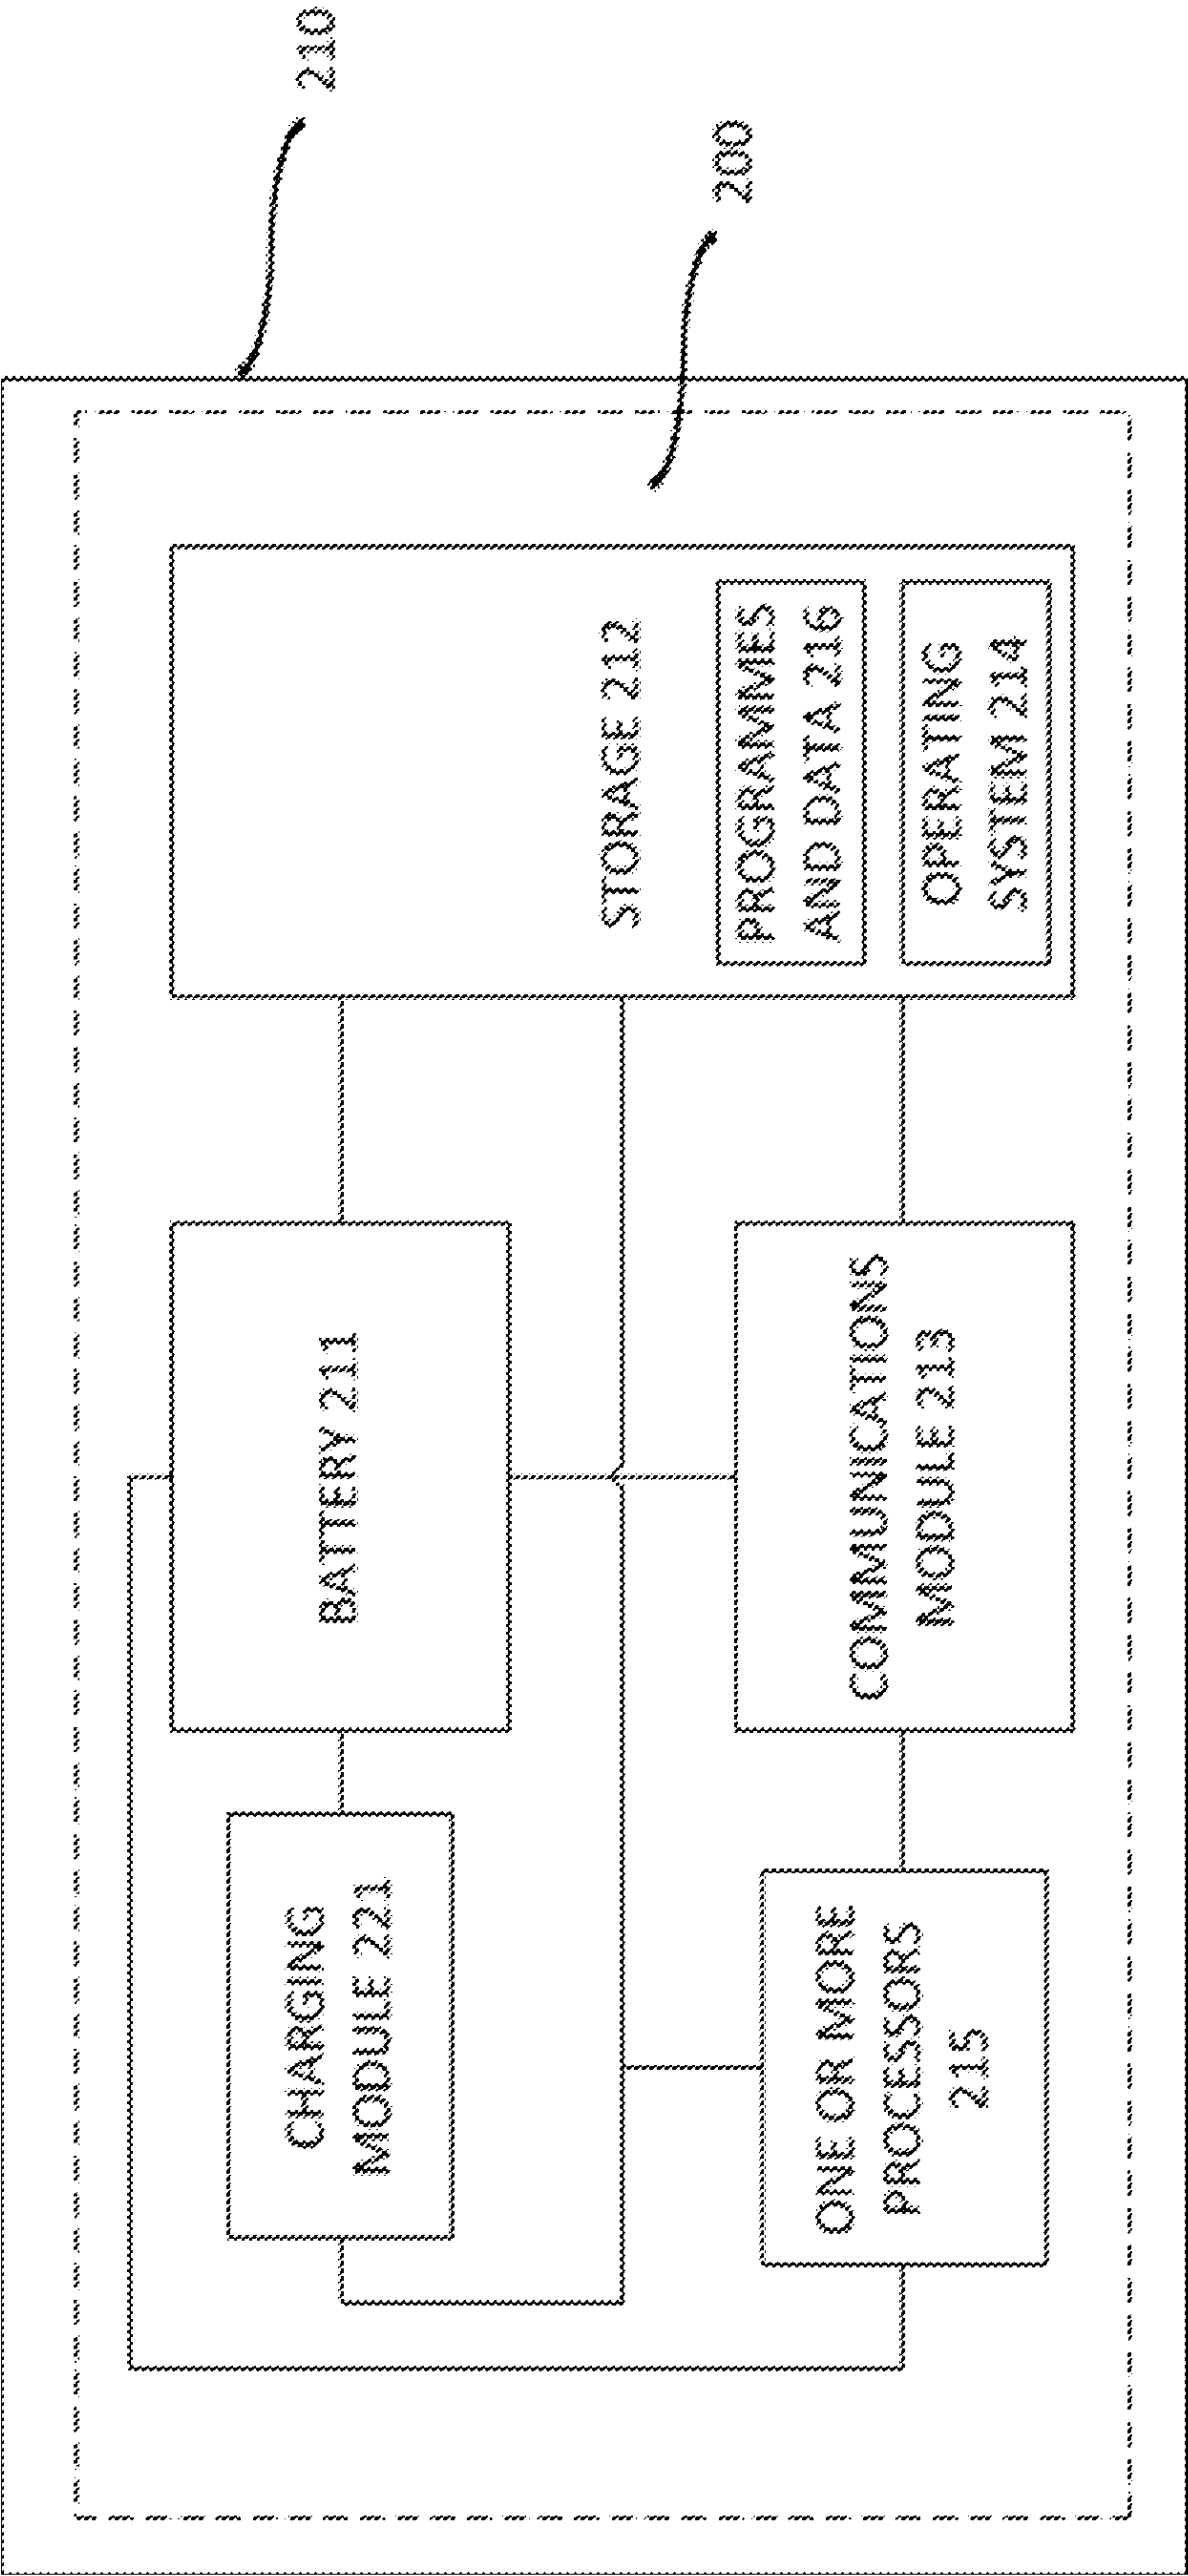 CHARGING
MODULE 221
BATTERY 211
STORAGE 212
PROGRAMMES
AND DATA 216
OPERATING
SYSTEM 214
ONE OR MORE
PROCESSORS
215
COMMUNICATIONS
MODULE 213
210
200